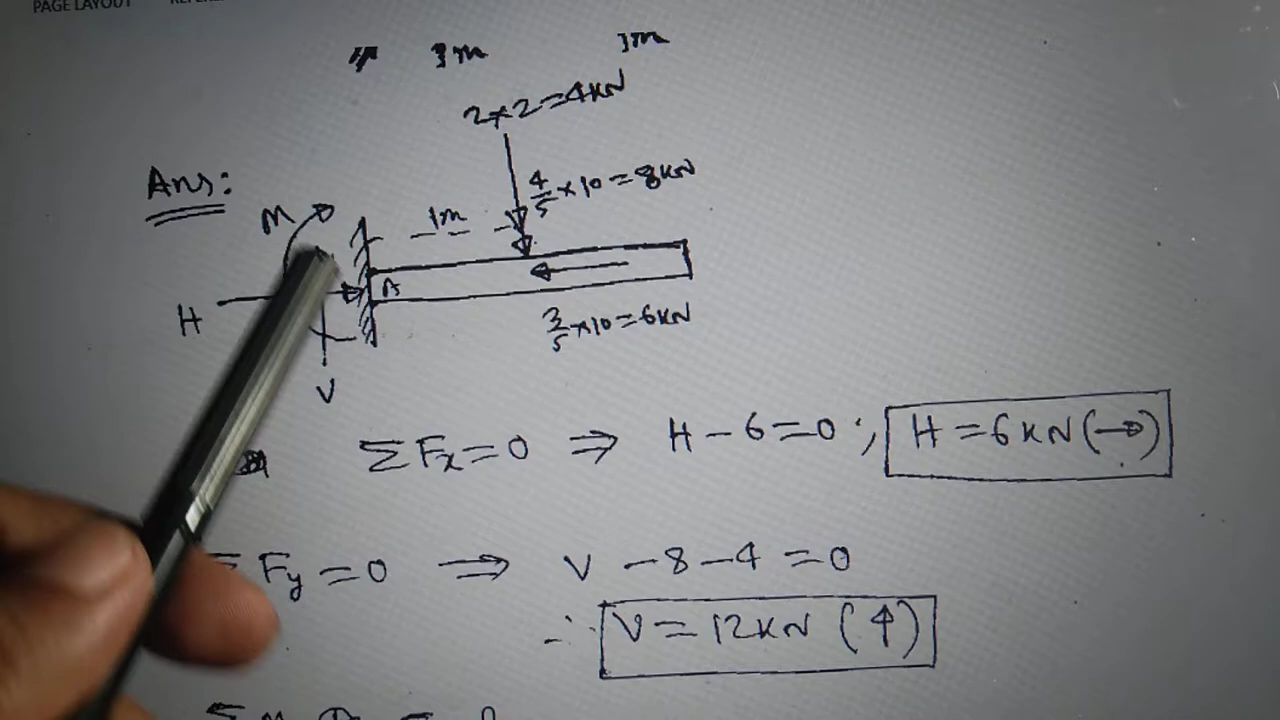 PAGE LAYOUT
3m 3m
2×2=4KN
Ans:
4/5 ×10=8KN
M
1m
A
H
3/5 ×10=6KN
V
ΣFx=0 ⇒ H-6=0; H=6KN(→)
Fy=0 ⇒ V-8-4=0
∴ V=12KN (↑)